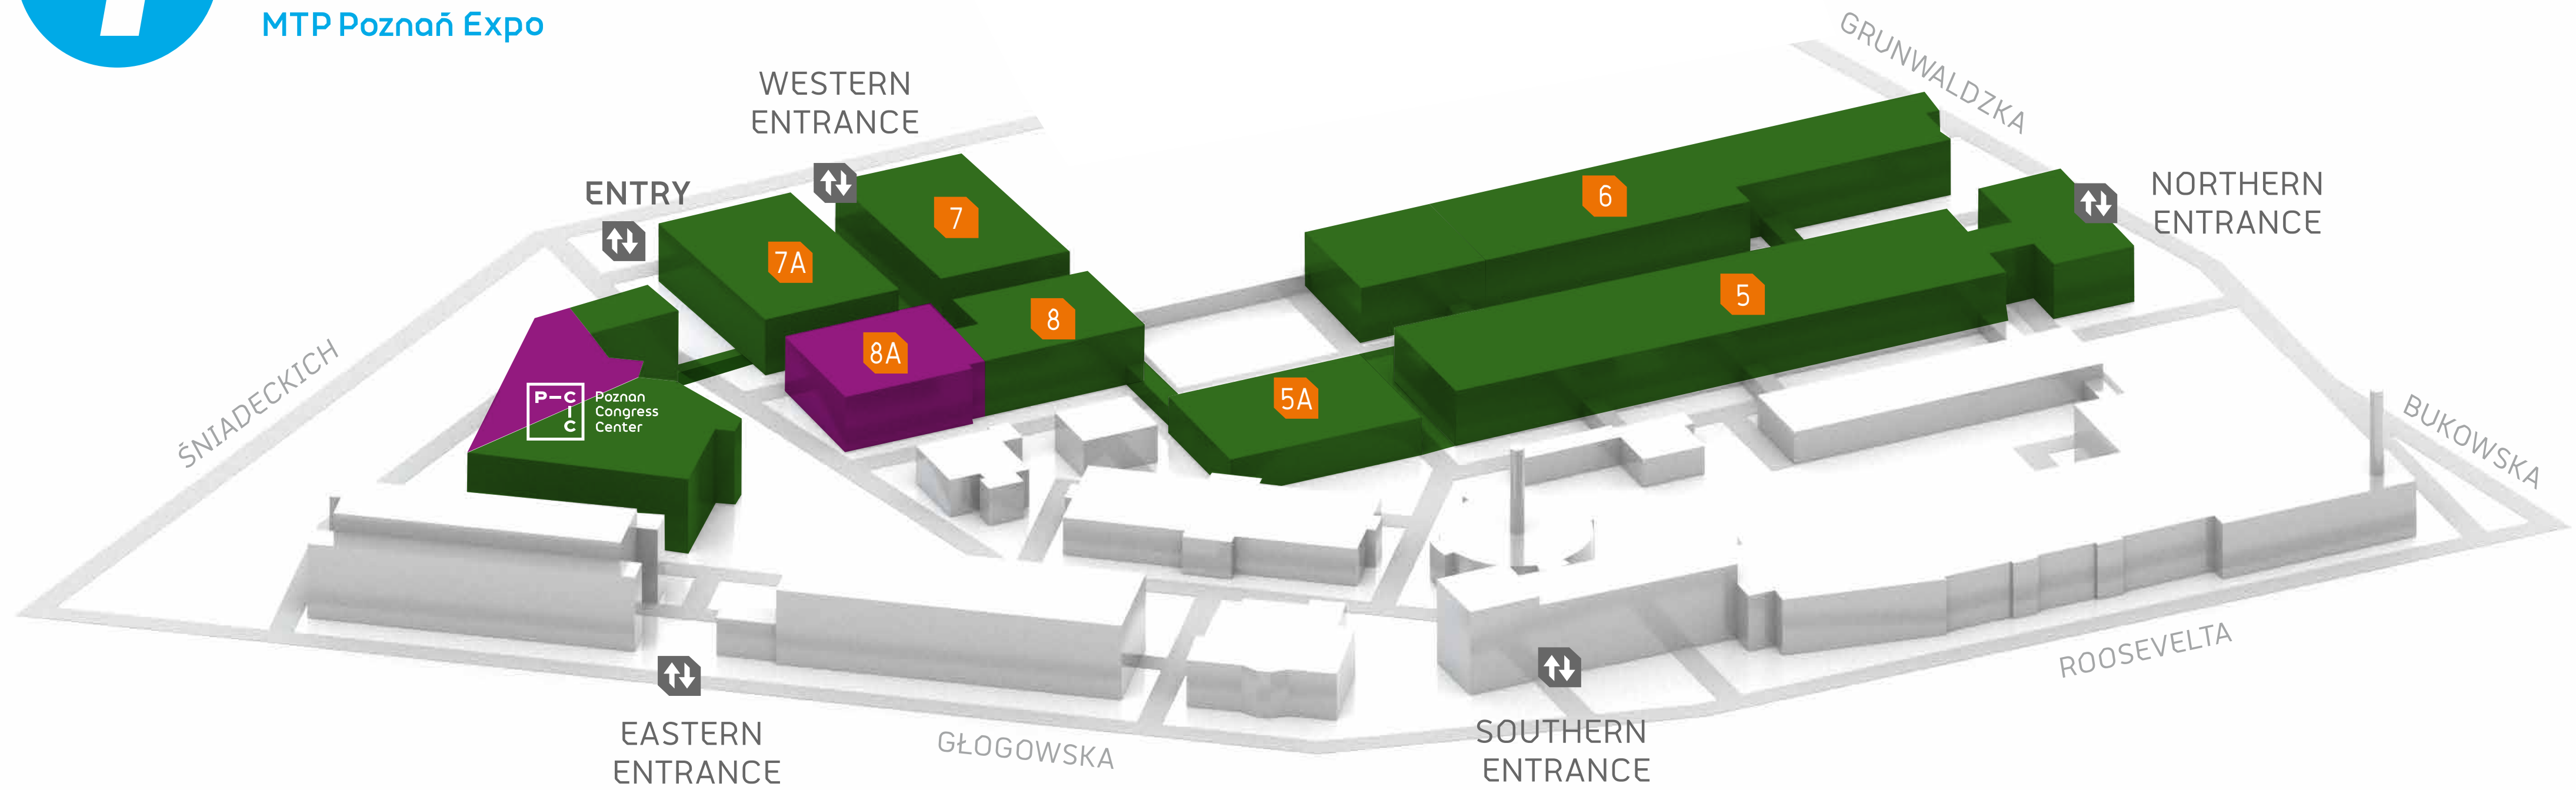 MTP Poznań Expo
GRUNWALDZKA
WESTERN
ENTRANCE
ENTRY
NORTHERN
ENTRANCE
6
7
7A
5
8
8A
5A
P–C
I
C
Poznan
Congress
Center
ŚNIADECKICH
BUKOWSKA
ROOSEVELTA
EASTERN
ENTRANCE
GŁOGOWSKA
SOUTHERN
ENTRANCE